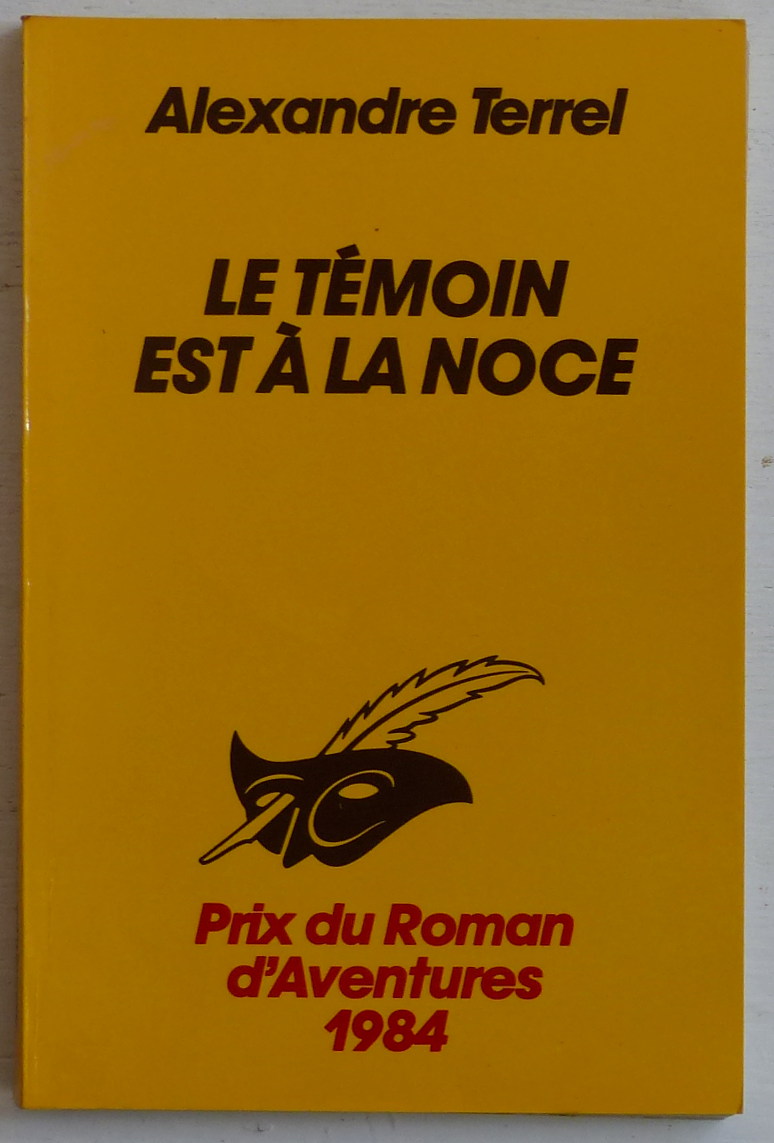 Alexandre Terrel
LE TÉMOIN
EST À LA NOCE
Prix du Roman
d'Aventures
1984